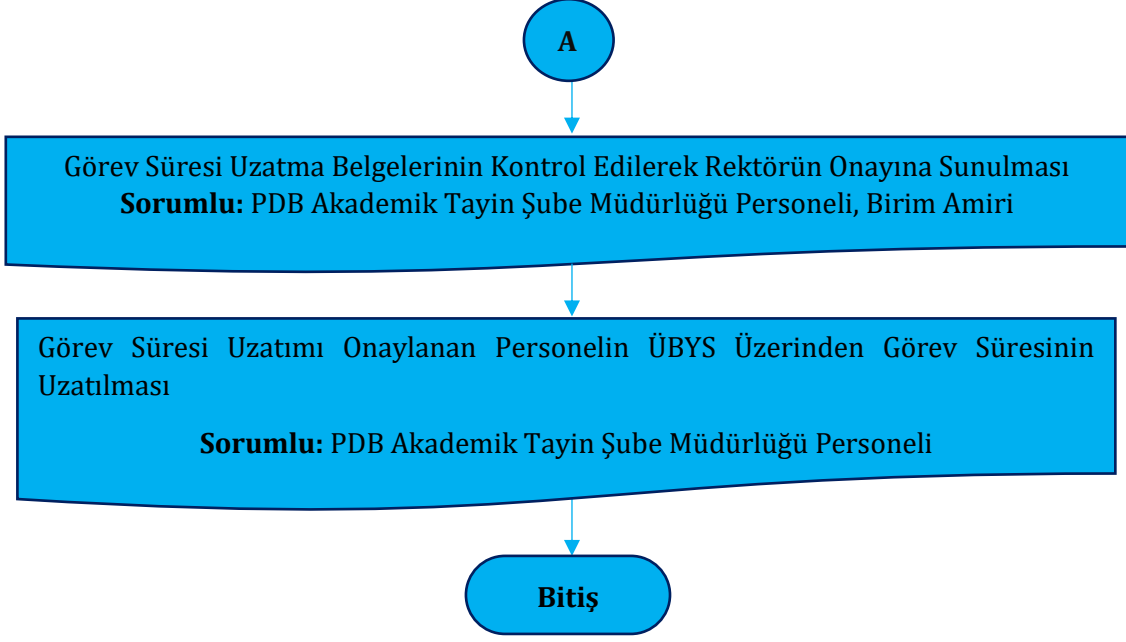 A
Görev Süresi Uzatma Belgelerinin Kontrol Edilerek Rektörün Onayına Sunulması
Sorumlu: PDB Akademik Tayin Şube Müdürlüğü Personeli, Birim Amiri
Görev Süresi Uzatımı Onaylanan Personelin ÜBYS Üzerinden Görev Süresinin
Uzatılması
Sorumlu: PDB Akademik Tayin Şube Müdürlüğü Personeli
Bitiş